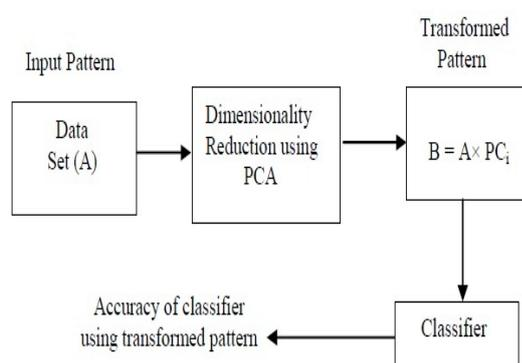 Input Pattern
Data
Set (A)
Dimensionality
Reduction using
PCA
Transformed
Pattern
B = A× PCi
Classifier
Accuracy of classifier
using transformed pattern